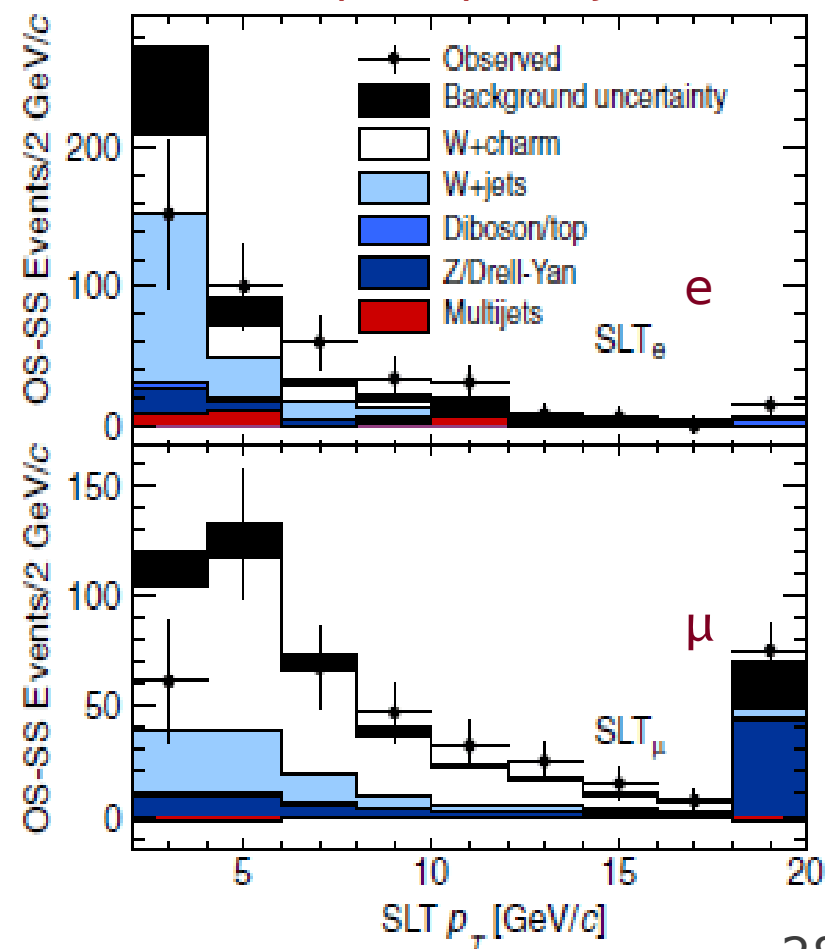 OS-SS Events/2 GeV/c
200
100
0
Observed
Background uncertainty
W+charm
W+jets
Diboson/top
Z/Drell-Yan
Multijets
e
SLTe
OS-SS Events/2 GeV/c
150
100
50
0
μ
SLTμ
5
10
15
20
SLT pT [GeV/c]